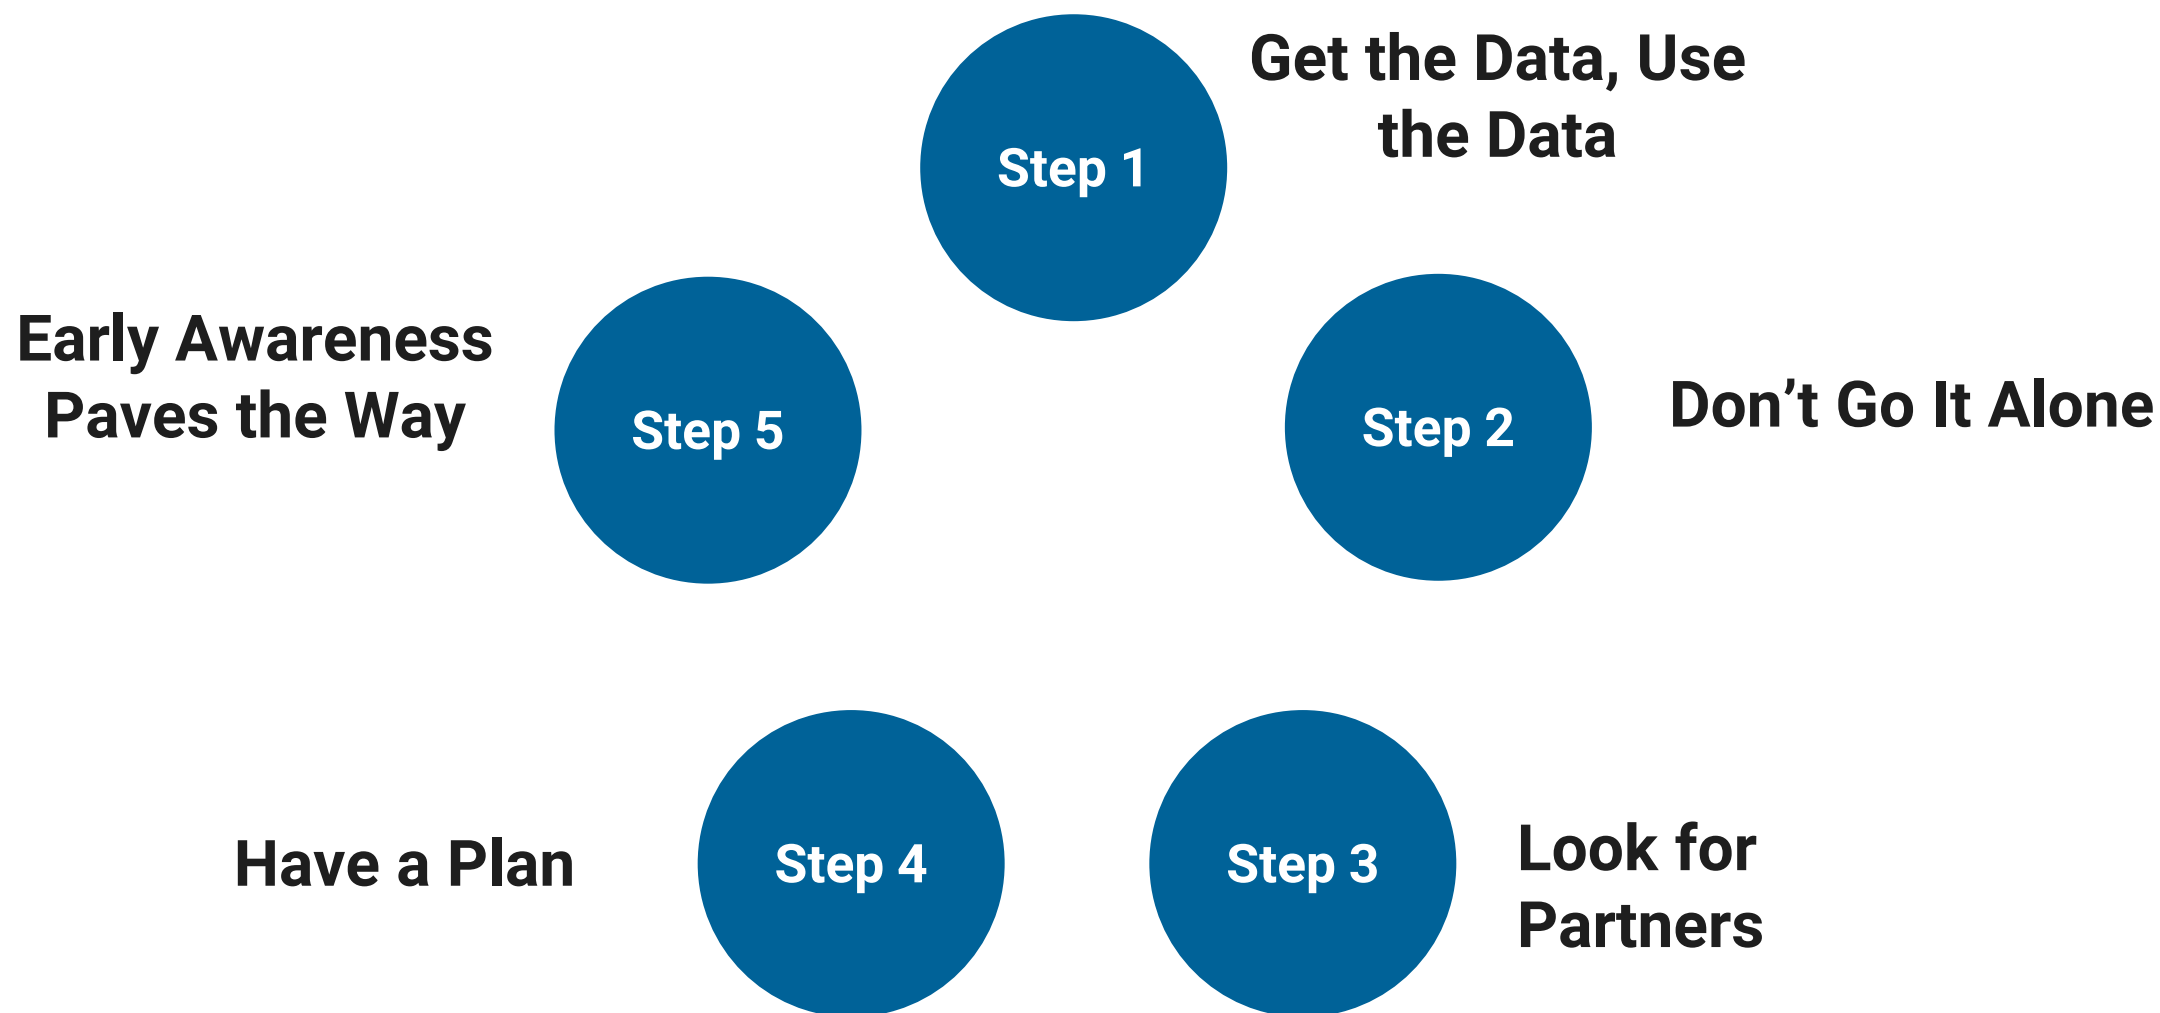 Step 1
Get the Data, Use
the Data
Step 2
Don’t Go It Alone
Step 3
Look for
Partners
Step 4
Have a Plan
Step 5
Early Awareness
Paves the Way